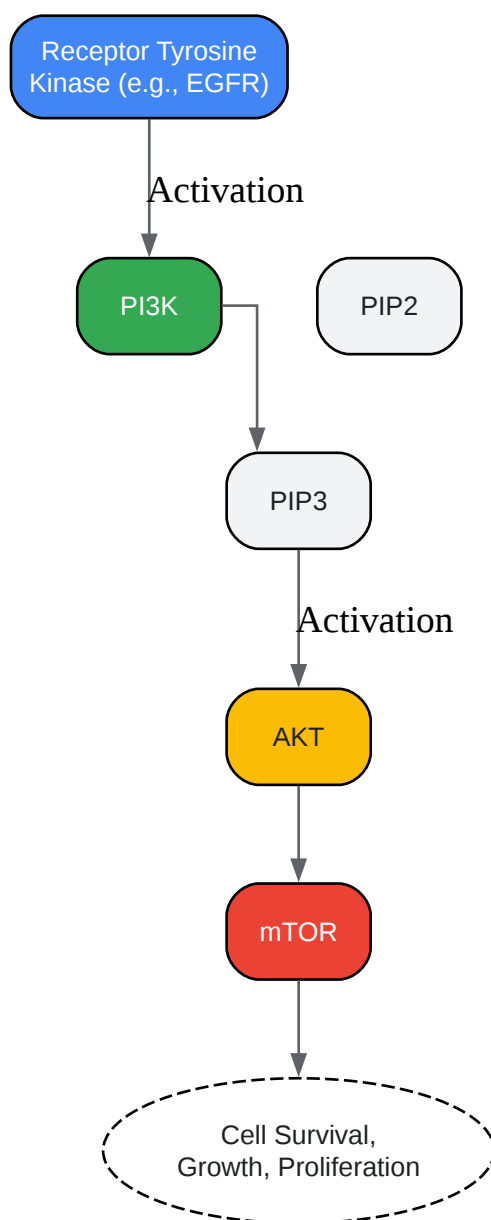 Receptor Tyrosine
Kinase (e.g., EGFR)
Activation
PI3K
PIP2
PIP3
Activation
AKT
mTOR
Cell Survival,
Growth, Proliferation